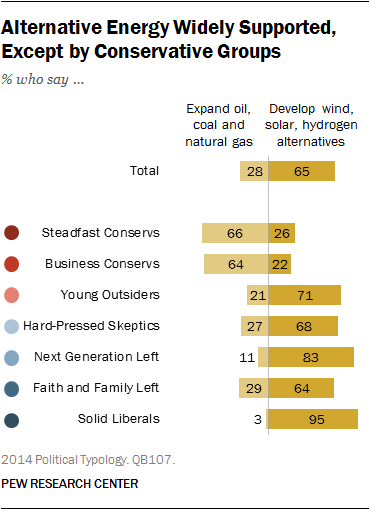 Alternative Energy Widely Supported,
Except by Conservative Groups
% who say ...
Expand oil,
coal and
natural gas
Develop wind,
solar, hydrogen
alternatives
Total 28 65
Steadfast Conservs 66 26
Business Conservs 64 22
Young Outsiders 21 71
Hard-Pressed Skeptics 27 68
Next Generation Left 11 83
Faith and Family Left 29 64
Solid Liberals 3 95
2014 Political Typology. QB107.
PEW RESEARCH CENTER